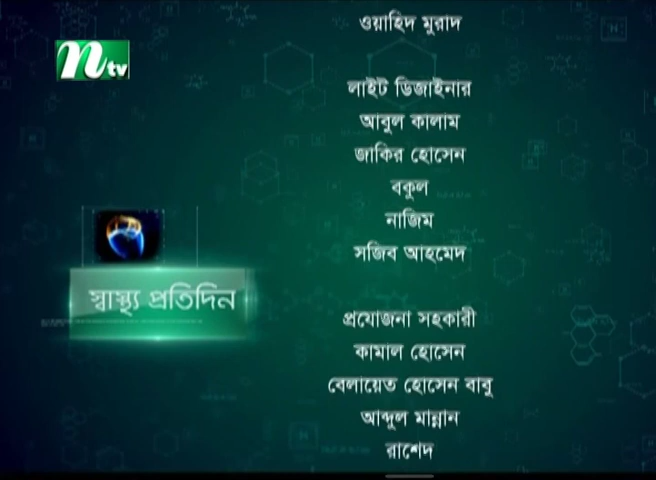 ntv
ওয়াহিদ মুরাদ
লাইট ডিজাইনার
আবুল কালাম
জাকির হোসেন
বকুল
নাজিম
সজিব আহমেদ
স্বাস্থ্য প্রতিদিন
প্রযোজনা সহকারী
কামাল হোসেন
বেলায়েত হোসেন বাবু
আব্দুল মান্নান
রাশেদ